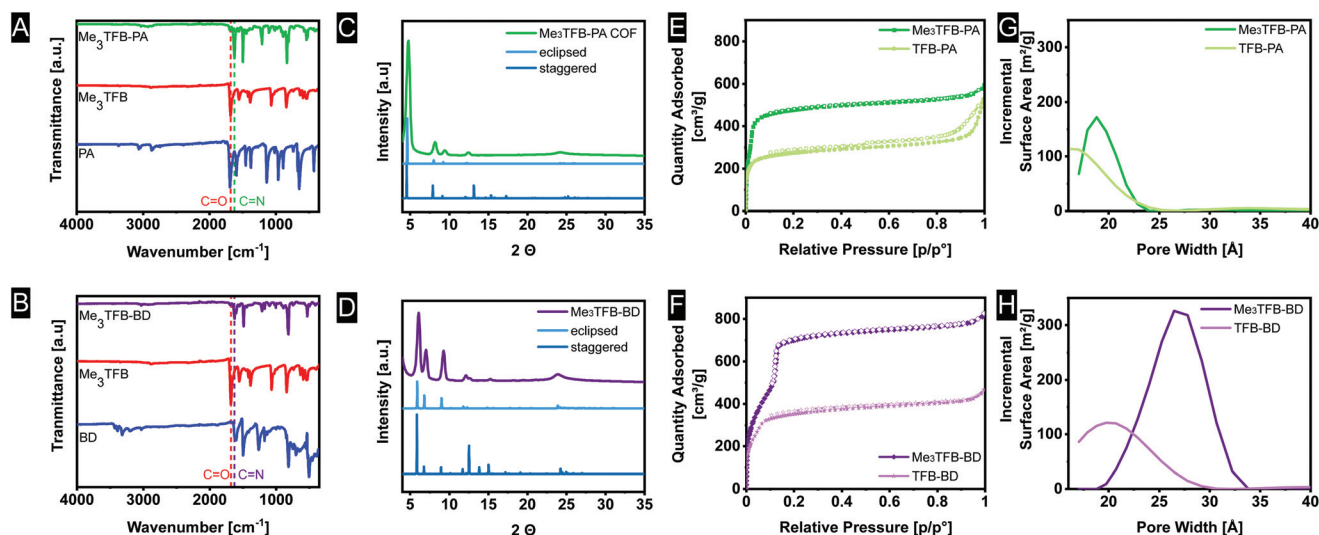 A
Transmittance [a.u.]
Me₃TFB-PA
Me₃TFB
PA
C=O
C=N
4000 3000 2000 1000
Wavenumber [cm⁻¹]
C
Intensity [a.u]
Me₃TFB-PA COF
eclipsed
staggered
5 10 15 20 25 30 35
2 Θ
E
Quantity Adsorbed
[cm³/g]
800
600
400
200
0
Me₃TFB-PA
TFB-PA
0 0.2 0.4 0.6 0.8 1
Relative Pressure [p/p°]
G
Incremental
Surface Area [m²/g]
300
200
100
0
Me₃TFB-PA
TFB-PA
20 25 30 35 40
Pore Width [Å]
B
Tranmittance [a.u.]
Me₃TFB-BD
Me₃TFB
BD
C=O
C=N
4000 3000 2000 1000
Wavenumber [cm⁻¹]
D
Intensity [a.u.]
Me₃TFB-BD
eclipsed
staggered
5 10 15 20 25 30 35
2 Θ
F
Quantity Adsorbed
[cm³/g]
800
600
400
200
0
Me₃TFB-BD
TFB-BD
0 0.2 0.4 0.6 0.8 1
Relative Pressure [p/p°]
H
Incremental
Surface Area [m²/g]
300
200
100
0
Me₃TFB-BD
TFB-BD
20 25 30 35 40
Pore Width [Å]